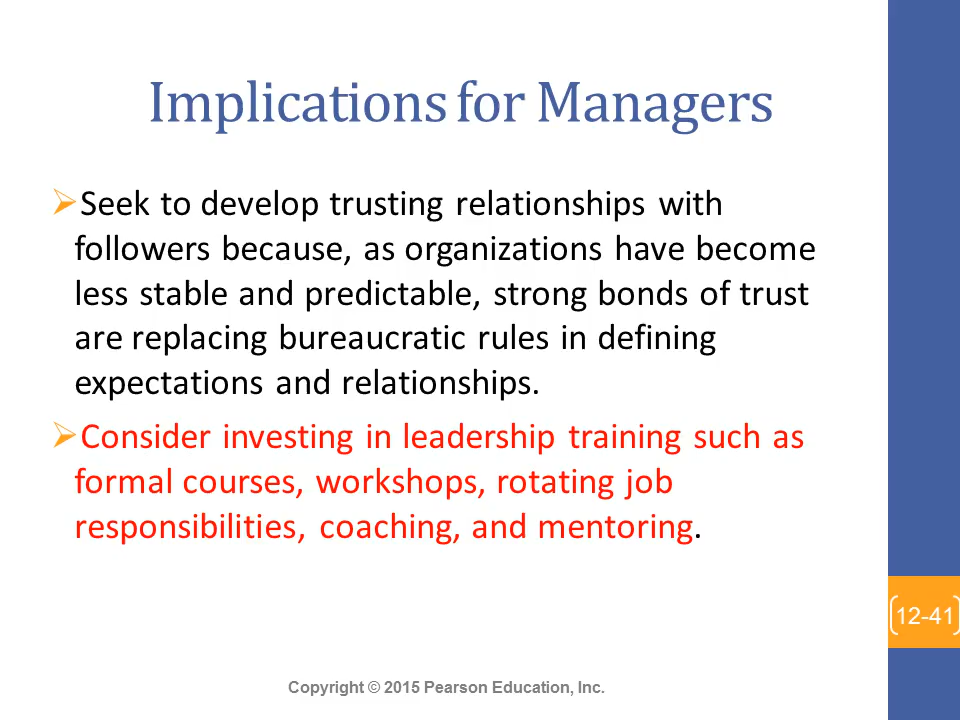 Implications for Managers
➢Seek to develop trusting relationships with
followers because, as organizations have become
less stable and predictable, strong bonds of trust
are replacing bureaucratic rules in defining
expectations and relationships.
➢Consider investing in leadership training such as
formal courses, workshops, rotating job
responsibilities, coaching, and mentoring.
12-41
Copyright © 2015 Pearson Education, Inc.